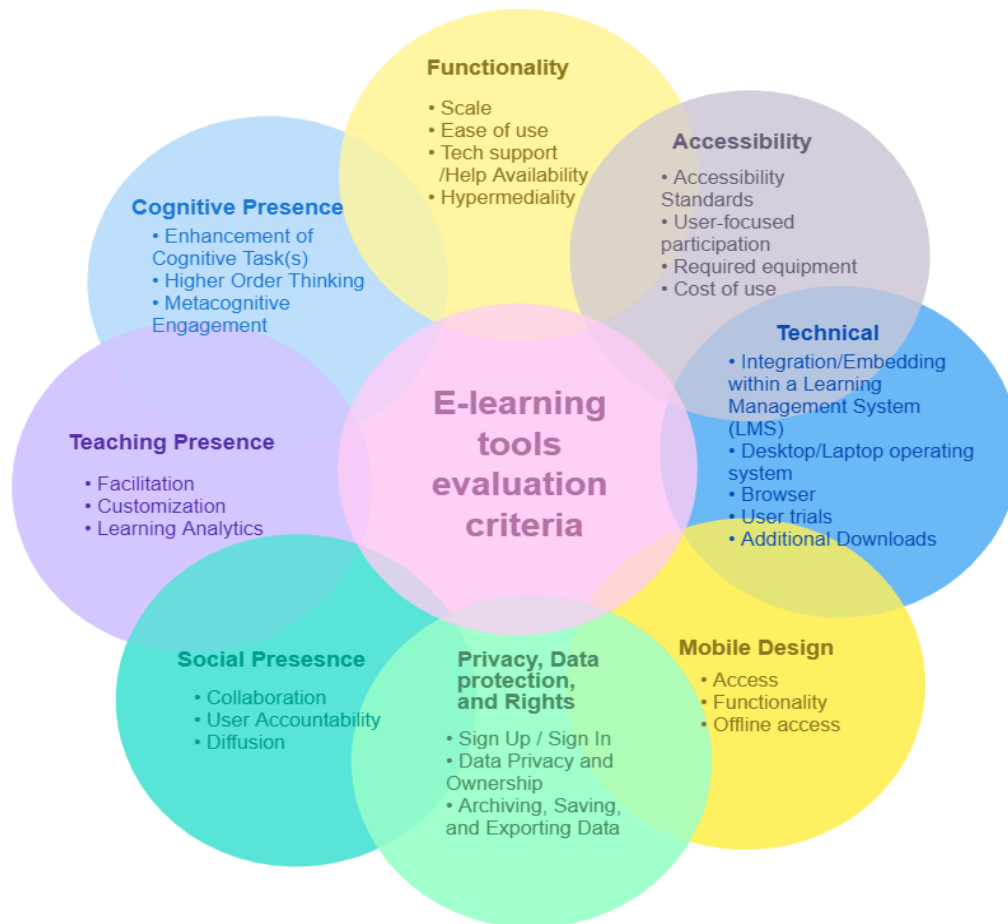 Functionality
• Scale
• Ease of use
• Tech support
/Help Availability
• Hypermediality
Accessibility
• Accessibility
Standards
• User-focused
participation
• Required equipment
• Cost of use
Technical
• Integration/Embedding
within a Learning
Management System
(LMS)
• Desktop/Laptop operating
system
• Browser
• User trials
• Additional Downloads
Mobile Design
• Access
• Functionality
• Offline access
Privacy, Data
protection,
and Rights
• Sign Up / Sign In
• Data Privacy and
Ownership
• Archiving, Saving,
and Exporting Data
Social Presesnce
• Collaboration
• User Accountability
• Diffusion
Teaching Presence
• Facilitation
• Customization
• Learning Analytics
Cognitive Presence
• Enhancement of
Cognitive Task(s)
• Higher Order Thinking
• Metacognitive
Engagement
E-learning
tools
evaluation
criteria